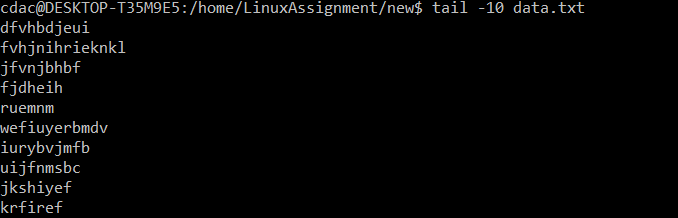 cdac@DESKTOP-T35M9E5:/home/LinuxAssignment/new$ tail -10 data.txt
dfvhbdjeui
fvhjnihrieknkl
jfvnjbhbf
fjdheih
ruemnm
wefiuyerbmdv
iurybvjmfb
uijfnmsbc
jkshiyef
krfiref